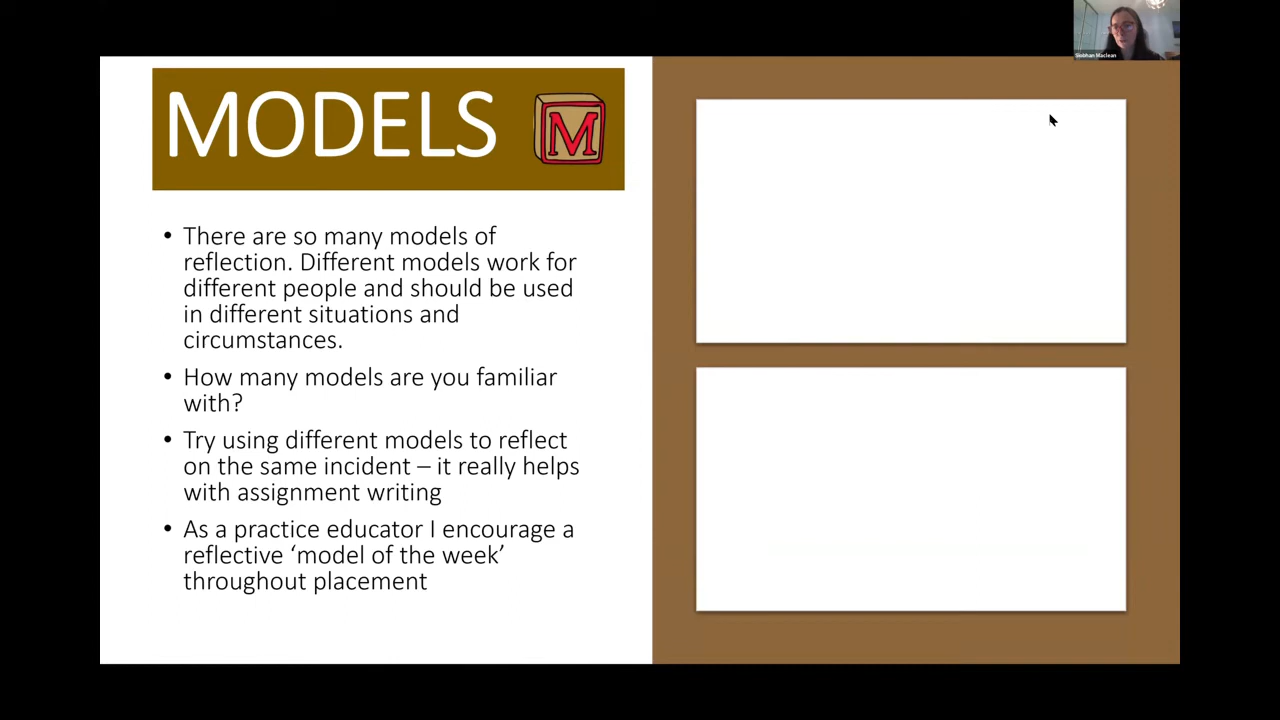 Siobhan Maclean
MODELS M
• There are so many models of
reflection. Different models work for
different people and should be used
in different situations and
circumstances.
• How many models are you familiar
with?
• Try using different models to reflect
on the same incident – it really helps
with assignment writing
• As a practice educator I encourage a
reflective ‘model of the week’
throughout placement